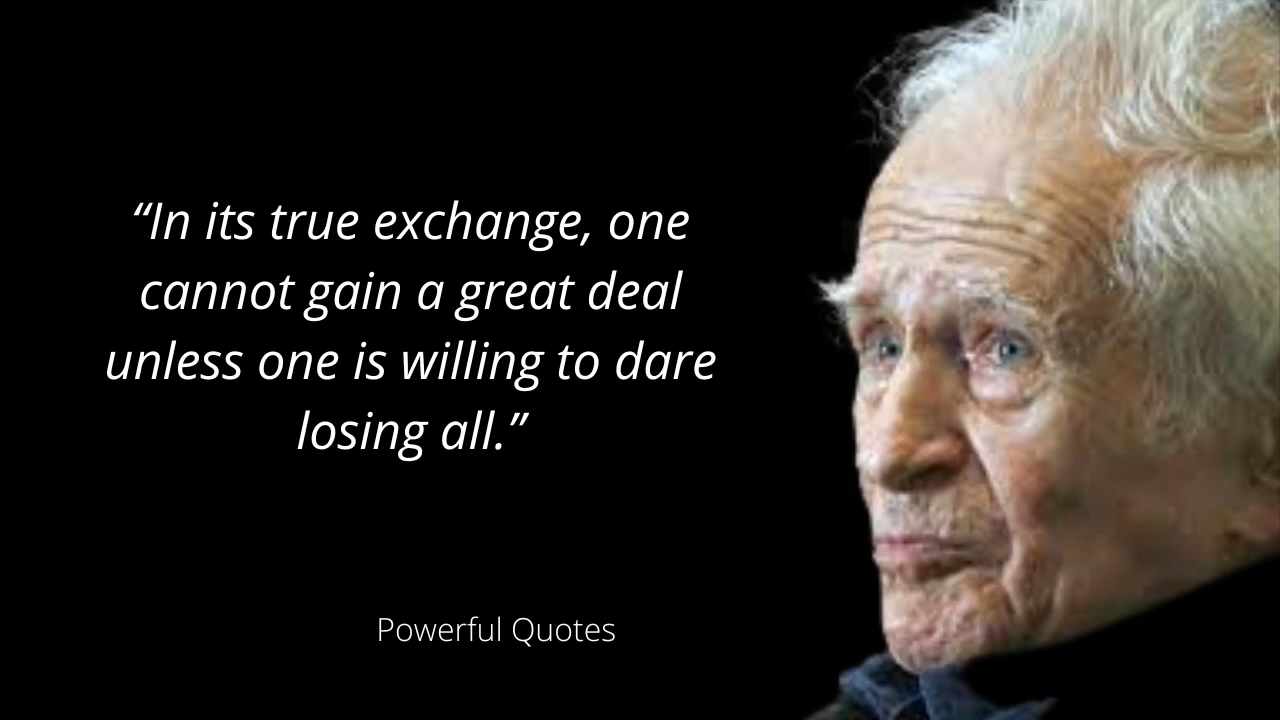 “In its true exchange, one
cannot gain a great deal
unless one is willing to dare
losing all.”
Powerful Quotes